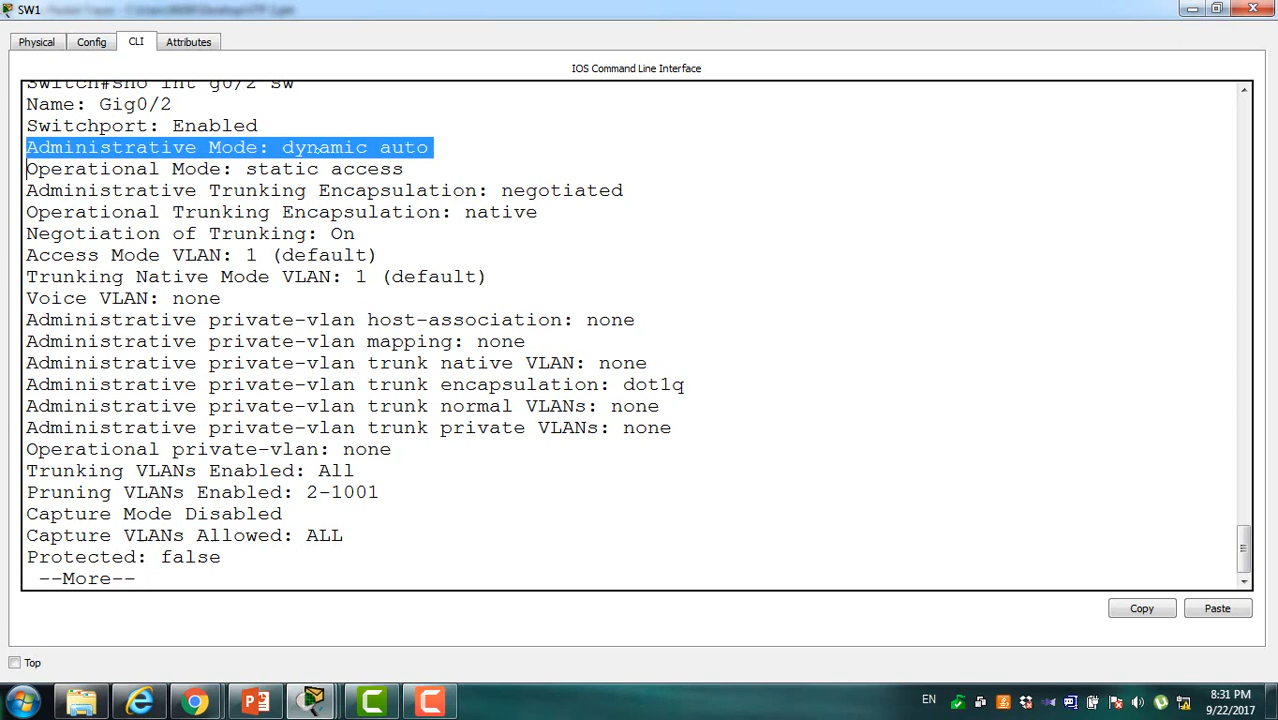 SW1
Physical
Config
CLI
Attributes
IOS Command Line Interface
Switch#sho int g0/2 sw
Name: Gig0/2
Switchport: Enabled
Administrative Mode: dynamic auto
Operational Mode: static access
Administrative Trunking Encapsulation: negotiated
Operational Trunking Encapsulation: native
Negotiation of Trunking: On
Access Mode VLAN: 1 (default)
Trunking Native Mode VLAN: 1 (default)
Voice VLAN: none
Administrative private-vlan host-association: none
Administrative private-vlan mapping: none
Administrative private-vlan trunk native VLAN: none
Administrative private-vlan trunk encapsulation: dot1q
Administrative private-vlan trunk normal VLANs: none
Administrative private-vlan trunk private VLANs: none
Operational private-vlan: none
Trunking VLANs Enabled: All
Pruning VLANs Enabled: 2-1001
Capture Mode Disabled
Capture VLANs Allowed: ALL
Protected: false
--More--
Copy
Paste
Top
EN
8:31 PM
9/22/2017